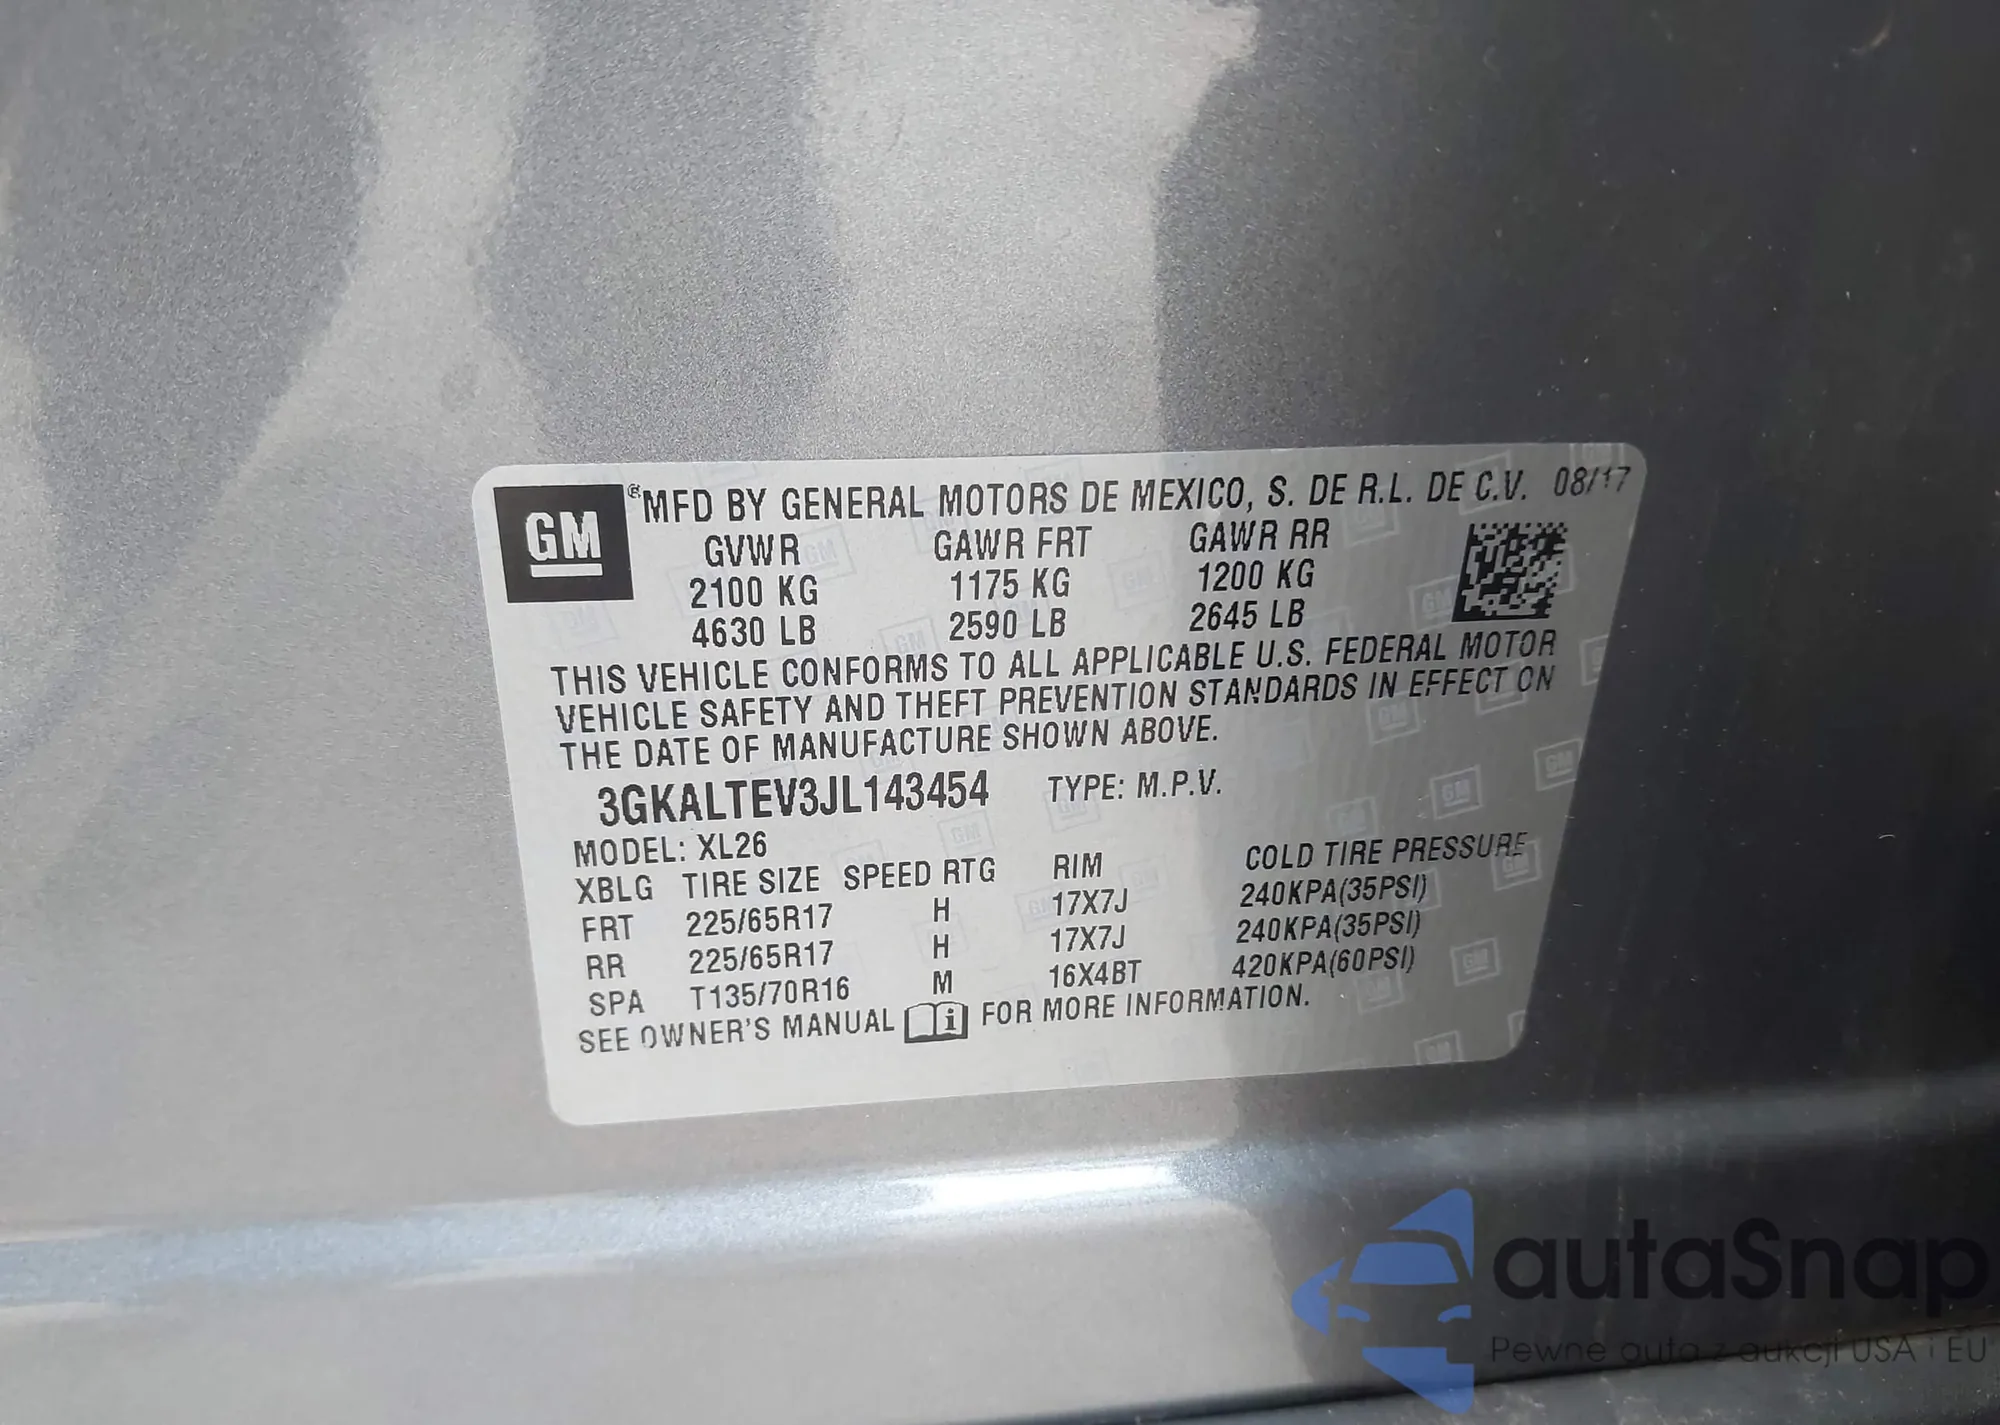 GM
® MFD BY GENERAL MOTORS DE MEXICO, S. DE R.L. DE C.V. 08/17
GVWR GAWR FRT GAWR RR
2100 KG 1175 KG 1200 KG
4630 LB 2590 LB 2645 LB
THIS VEHICLE CONFORMS TO ALL APPLICABLE U.S. FEDERAL MOTOR
VEHICLE SAFETY AND THEFT PREVENTION STANDARDS IN EFFECT ON
THE DATE OF MANUFACTURE SHOWN ABOVE.
3GKALTEV3JL143454 TYPE: M.P.V.
MODEL: XL26
XBLG TIRE SIZE SPEED RTG RIM COLD TIRE PRESSURE
FRT 225/65R17 H 17X7J 240KPA(35PSI)
RR 225/65R17 H 17X7J 240KPA(35PSI)
SPA T135/70R16 M 16X4BT 420KPA(60PSI)
SEE OWNER'S MANUAL i FOR MORE INFORMATION.
autaSnap
Pewne auta z aukcji USA i EU